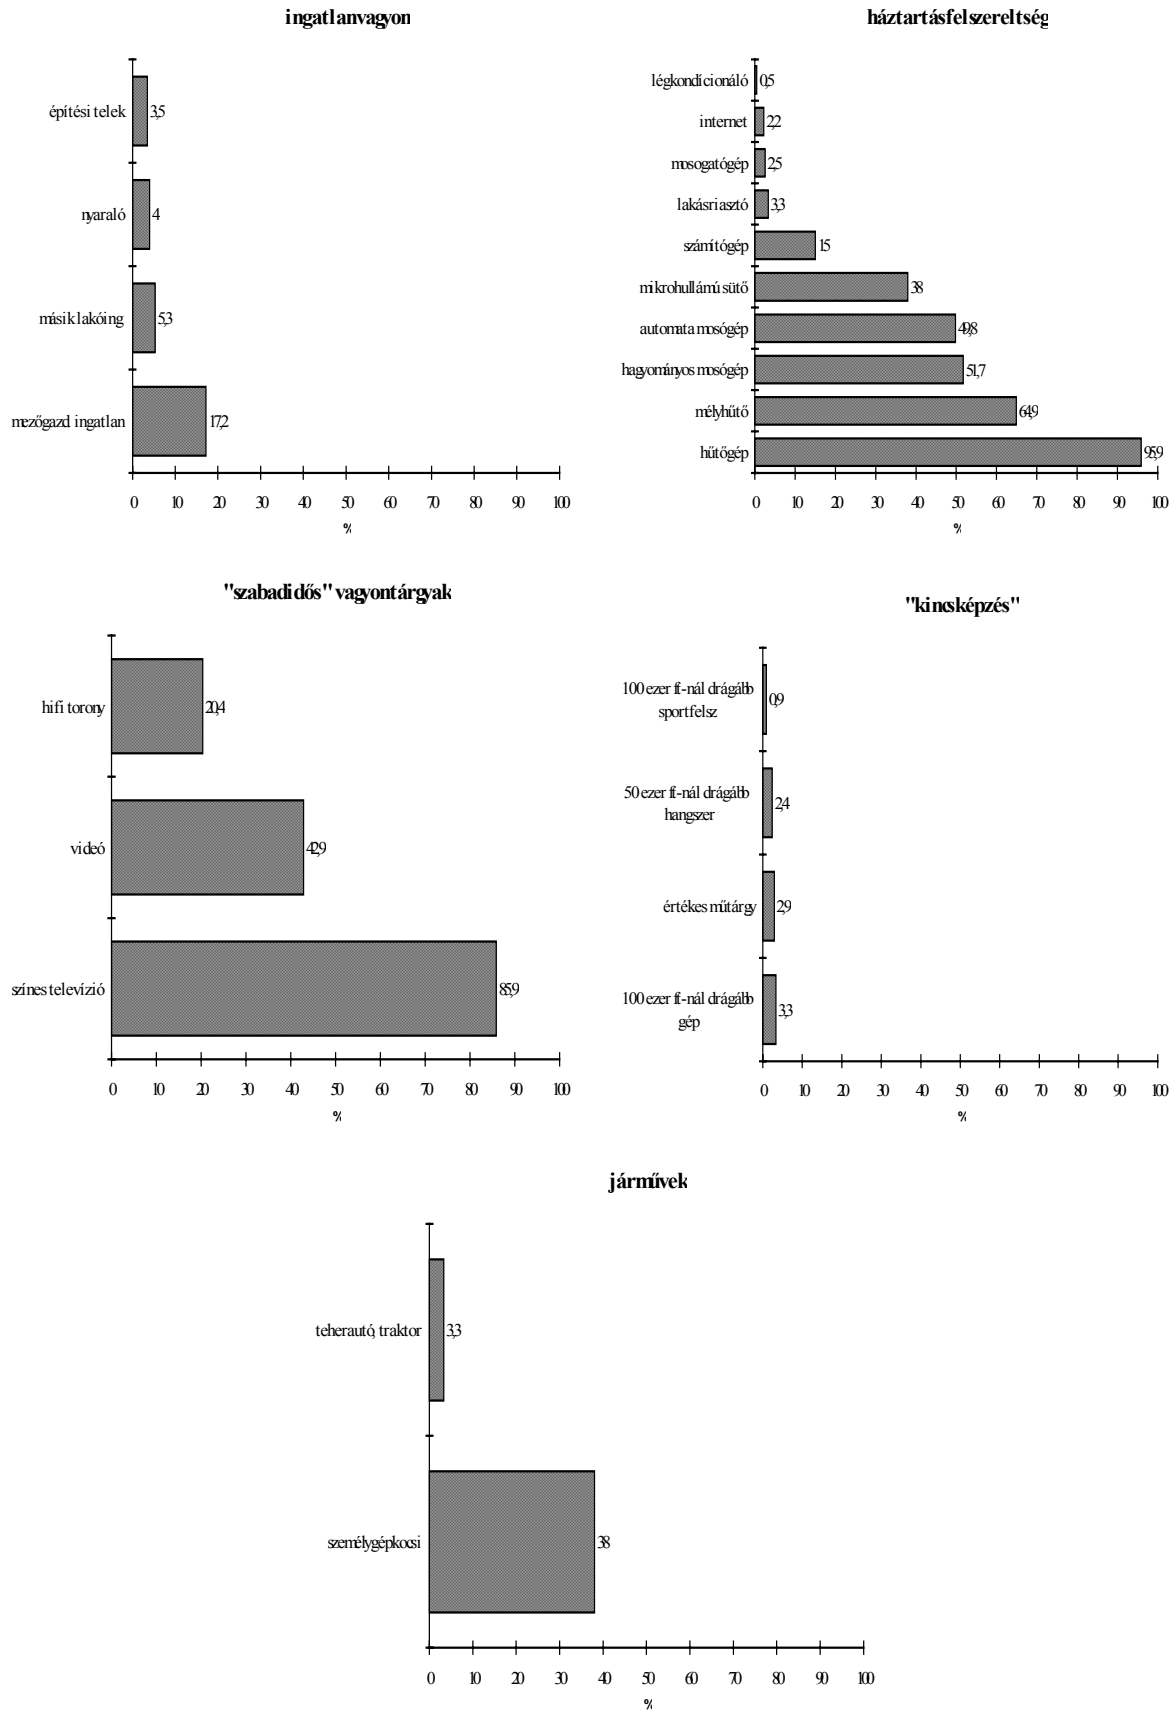 ingatlanvagyon
építési telek
3,5
nyaraló
4
másik lakóing
5,3
mezőgazd. ingatlan
17,2
0 10 20 30 40 50 60 70 80 90 100
%
háztartásfelszereltség
légkondícionáló
0,5
internet
2,2
mosogatógép
2,5
lakásriasztó
3,3
számítógép
15
mikrohullámú sütő
38
automata mosógép
49,8
hagyományos mosógép
51,7
mélyhűtő
64,9
hűtőgép
95,9
0 10 20 30 40 50 60 70 80 90 100
%
"szabadidős" vagyontárgyak
hifi torony
20,4
videó
42,9
színes televízió
85,9
0 10 20 30 40 50 60 70 80 90 100
%
"kincsképzés"
100 ezer ft-nál drágább
sportfelsz
0,9
50 ezer ft-nál drágább
hangszer
2,4
értékes műtárgy
2,9
100 ezer ft-nál drágább
gép
3,3
0 10 20 30 40 50 60 70 80 90 100
%
járművek
teherautó, traktor
3,3
személygépkocsi
38
0 10 20 30 40 50 60 70 80 90 100
%